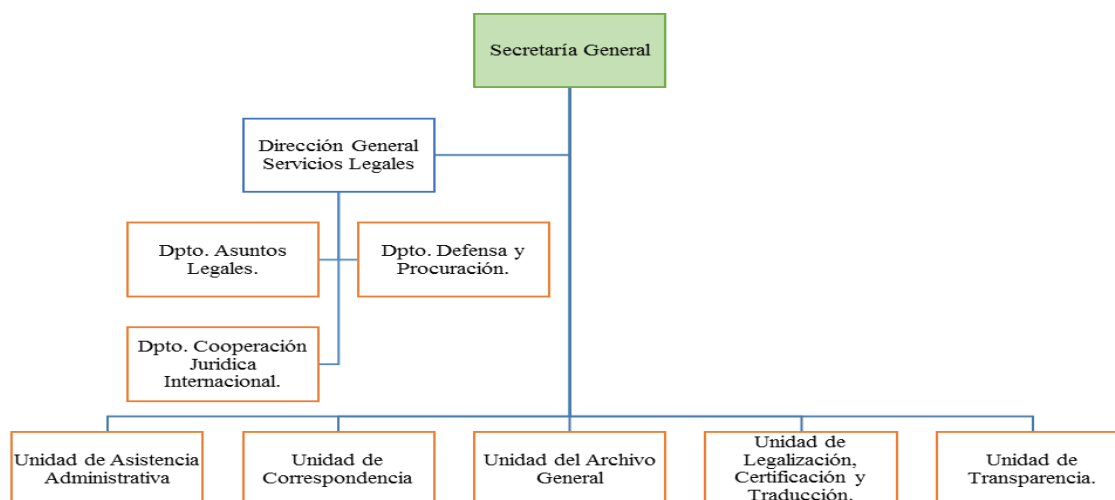 Secretaría General
Dirección General
Servicios Legales
Dpto. Asuntos
Legales.
Dpto. Defensa y
Procuración.
Dpto. Cooperación
Juridica
Internacional.
Unidad de Asistencia
Administrativa
Unidad de
Correspondencia
Unidad del Archivo
General
Unidad de
Legalización,
Certificación y
Traducción.
Unidad de
Transparencia.